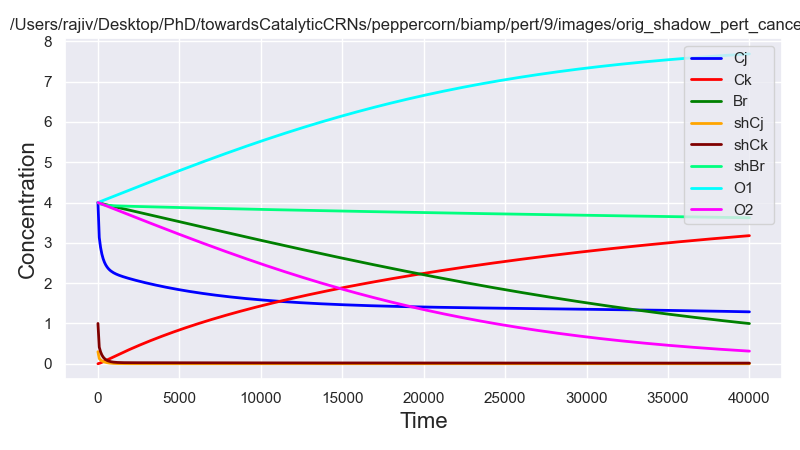 /Users/rajiv/Desktop/PhD/towardsCatalyticCRNs/peppercorn/biamp/pert/9/images/orig_shadow_pert_cance
8
7
6
5
4
3
2
1
0
Concentration
0 5000 10000 15000 20000 25000 30000 35000 40000
Time
Cj
Ck
Br
shCj
shCk
shBr
O1
O2